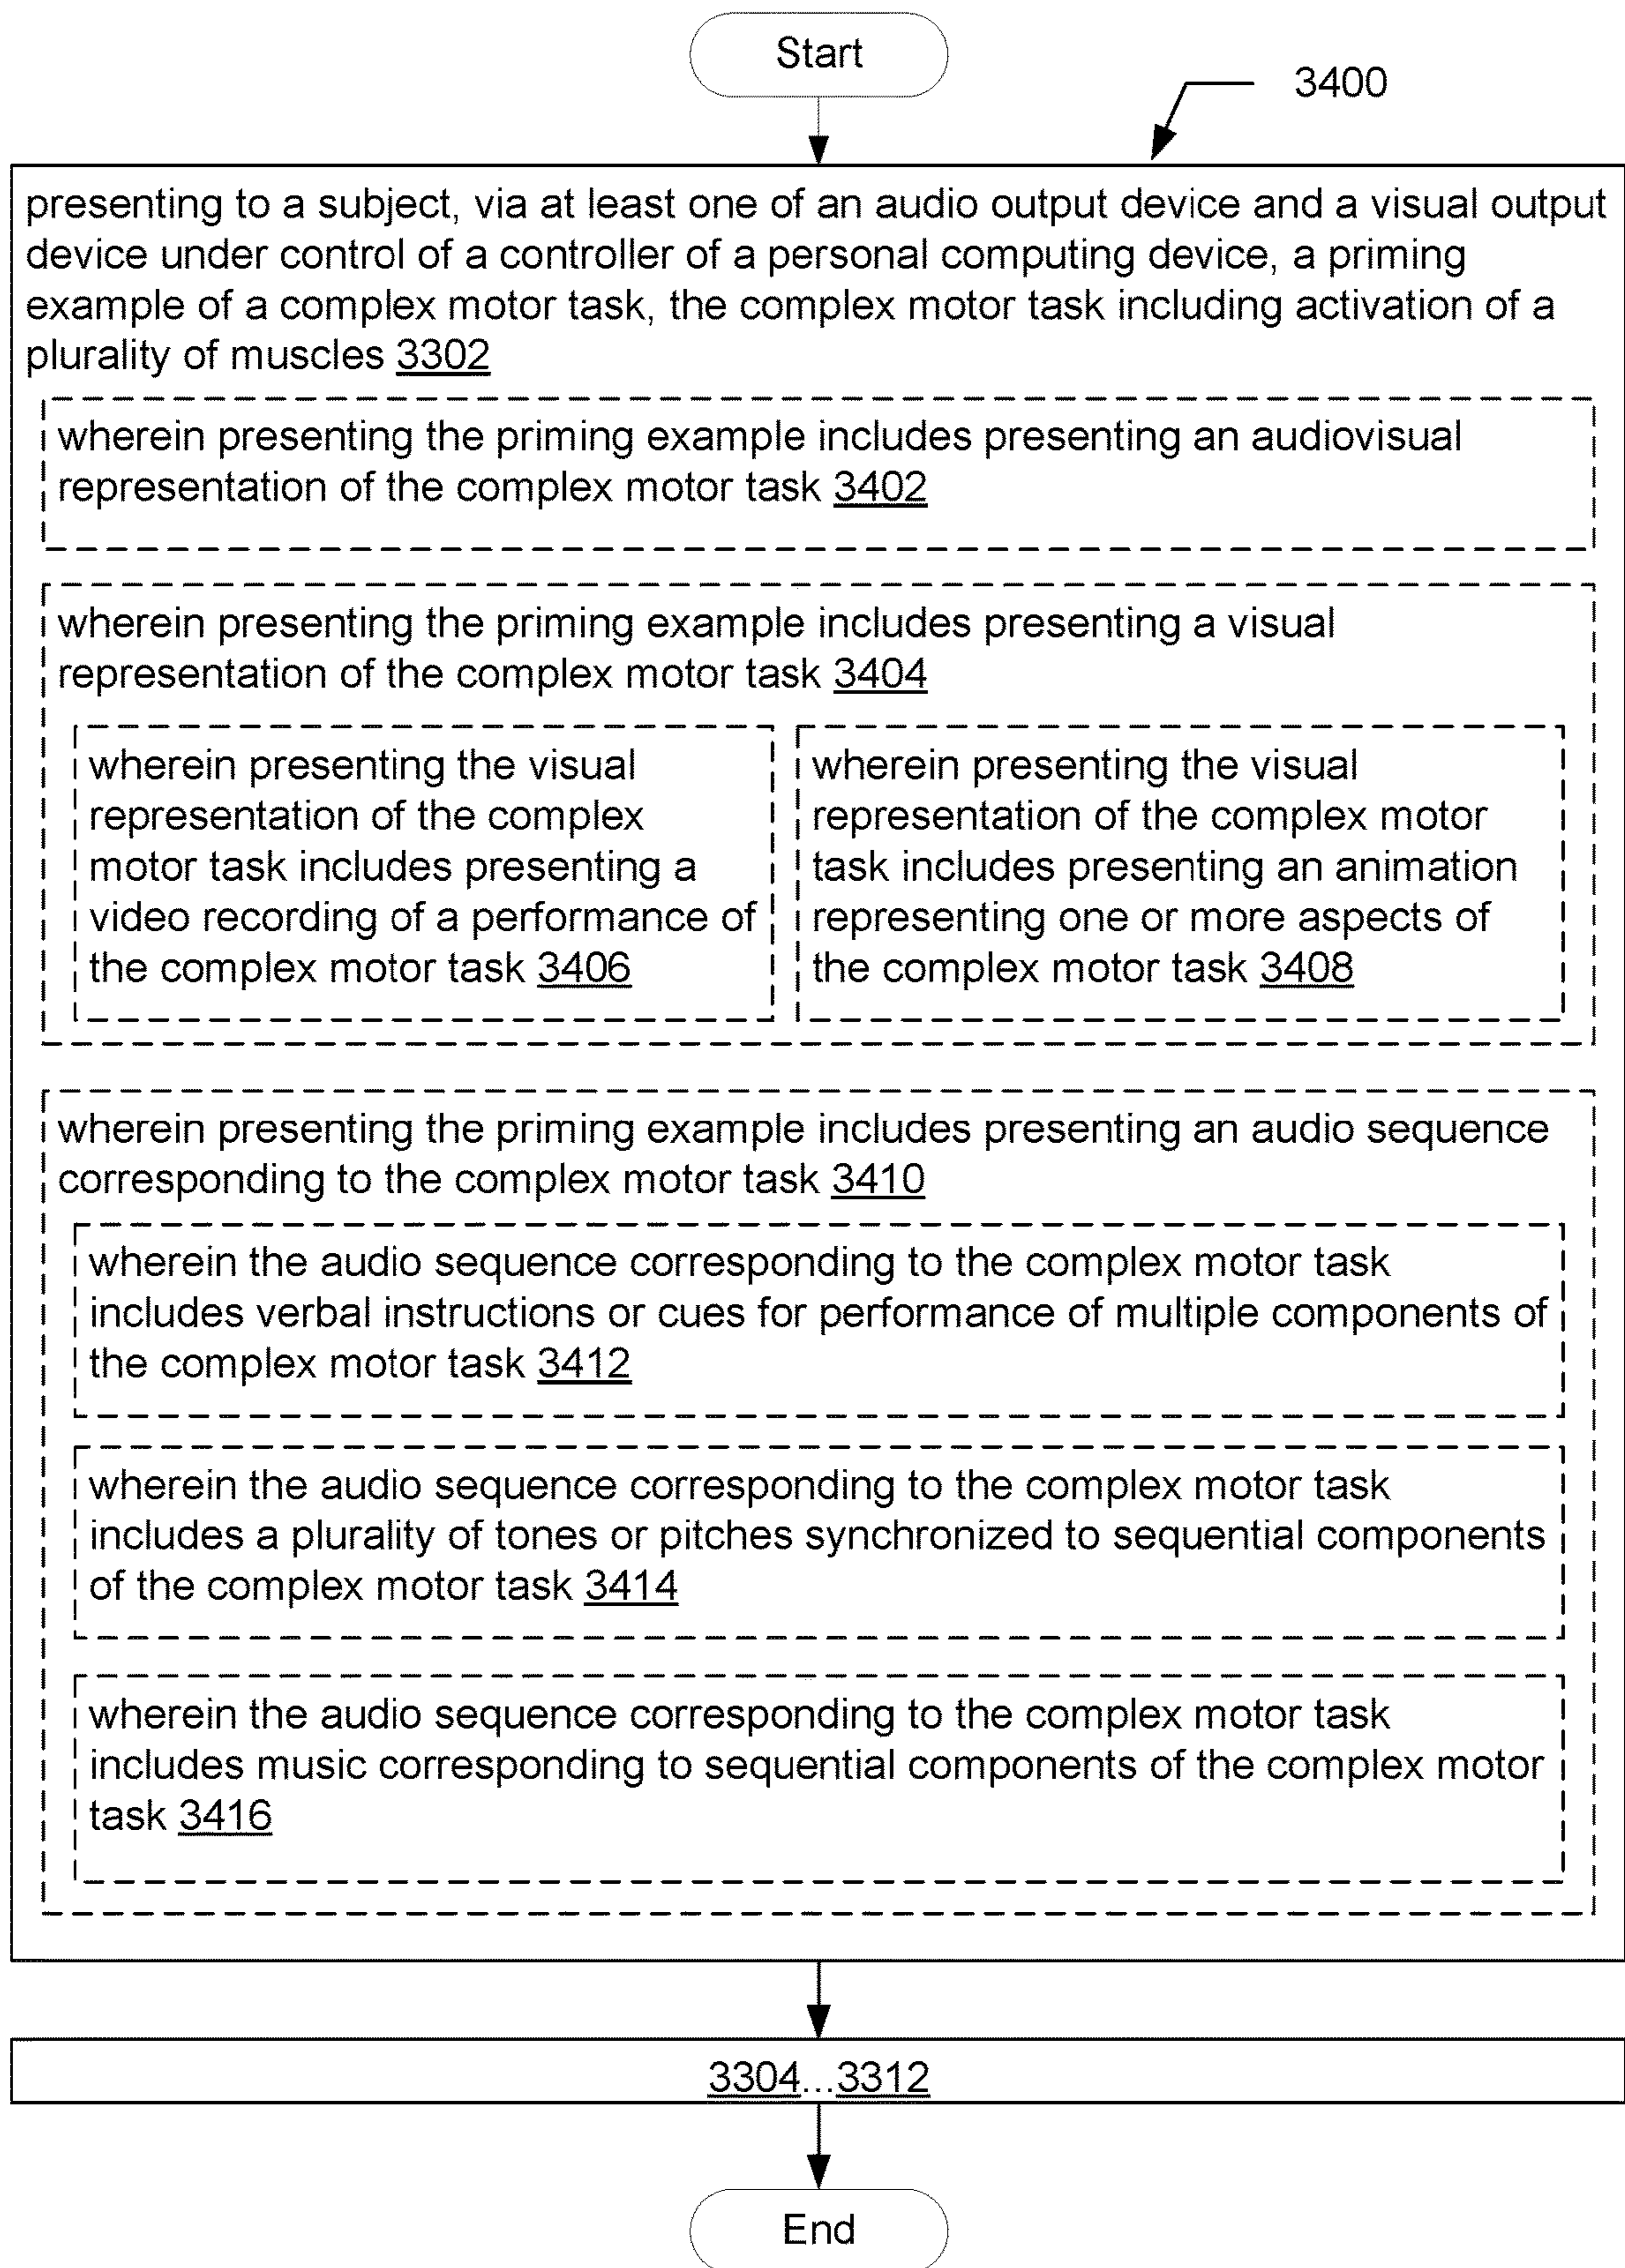 Start
3400
presenting to a subject, via at least one of an audio output device and a visual output
device under control of a controller of a personal computing device, a priming
example of a complex motor task, the complex motor task including activation of a
plurality of muscles 3302
wherein presenting the priming example includes presenting an audiovisual
representation of the complex motor task 3402
wherein presenting the priming example includes presenting a visual
representation of the complex motor task 3404
wherein presenting the visual
representation of the complex
motor task includes presenting a
video recording of a performance of
the complex motor task 3406
wherein presenting the visual
representation of the complex motor
task includes presenting an animation
representing one or more aspects of
the complex motor task 3408
wherein presenting the priming example includes presenting an audio sequence
corresponding to the complex motor task 3410
wherein the audio sequence corresponding to the complex motor task
includes verbal instructions or cues for performance of multiple components of
the complex motor task 3412
wherein the audio sequence corresponding to the complex motor task
includes a plurality of tones or pitches synchronized to sequential components
of the complex motor task 3414
wherein the audio sequence corresponding to the complex motor task
includes music corresponding to sequential components of the complex motor
task 3416
3304...3312
End